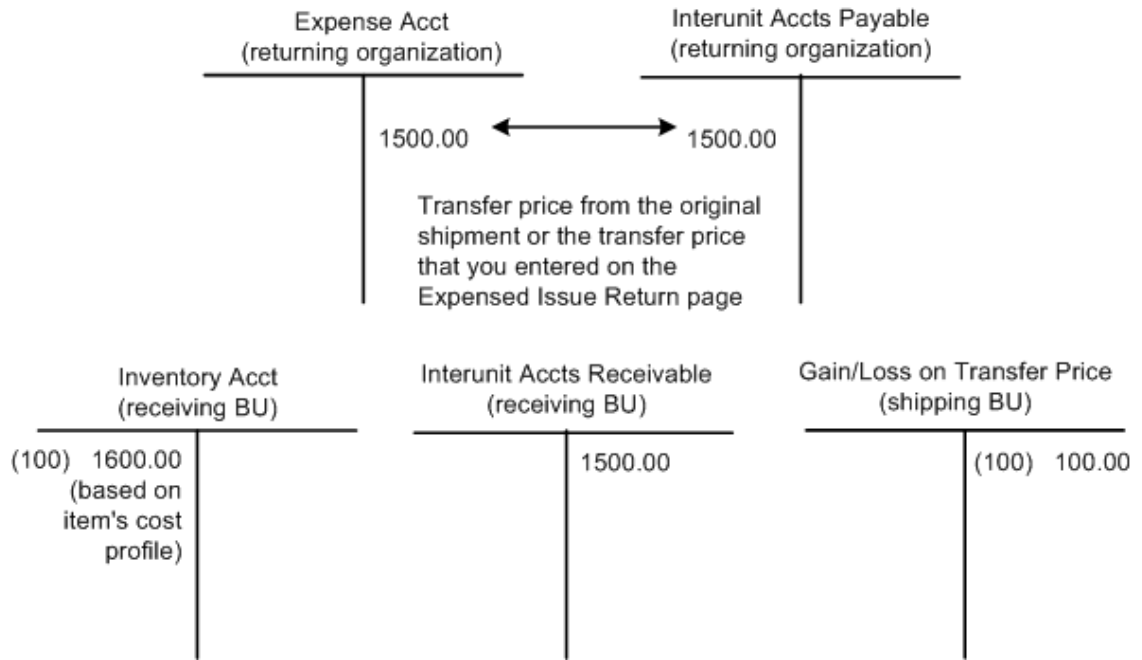 Expense Acct
(returning organization)
Interunit Accts Payable
(returning organization)
1500.00
1500.00
Transfer price from the original
shipment or the transfer price
that you entered on the
Expensed Issue Return page
Inventory Acct
(receiving BU)
Interunit Accts Receivable
(receiving BU)
Gain/Loss on Transfer Price
(shipping BU)
(100) 1600.00
(based on
item's cost
profile)
1500.00
(100) 100.00